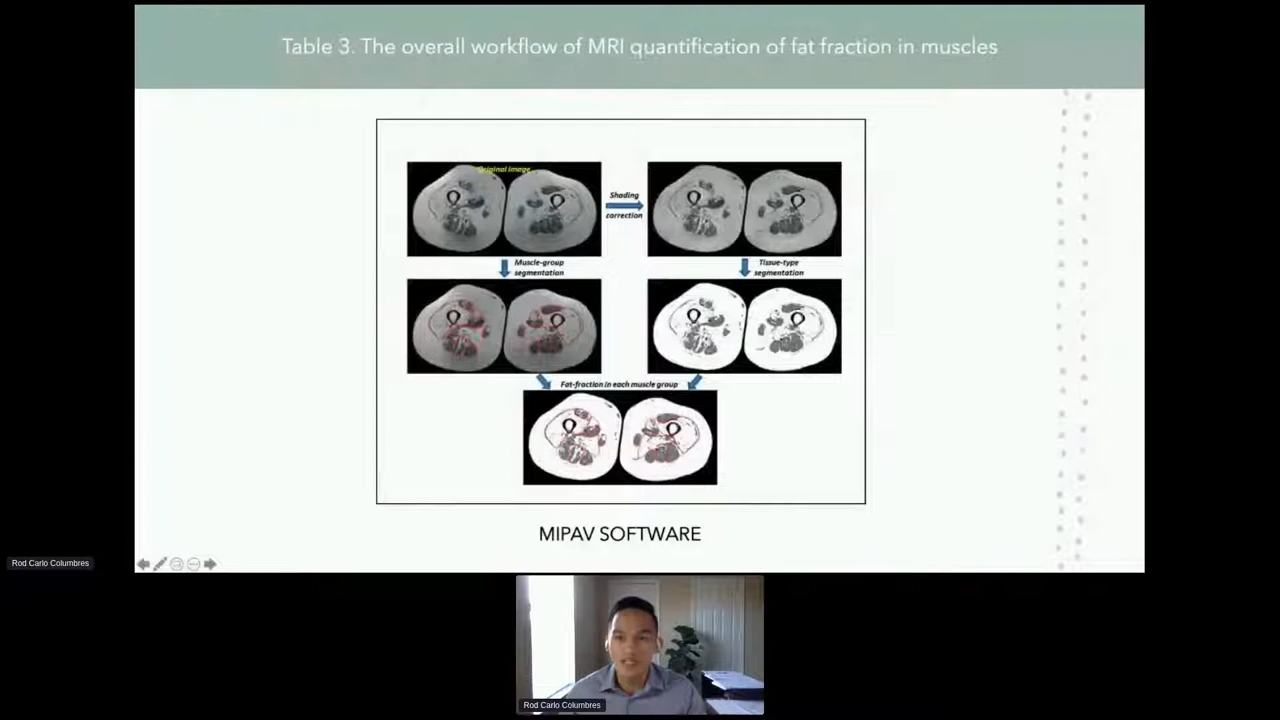 Table 3. The overall workflow of MRI quantification of fat fraction in muscles
Original image
Shading
correction
Muscle-group
segmentation
Tissue-type
segmentation
Fat-fraction in each muscle group
MIPAV SOFTWARE
Rod Carlo Columbres
Rod Carlo Columbres